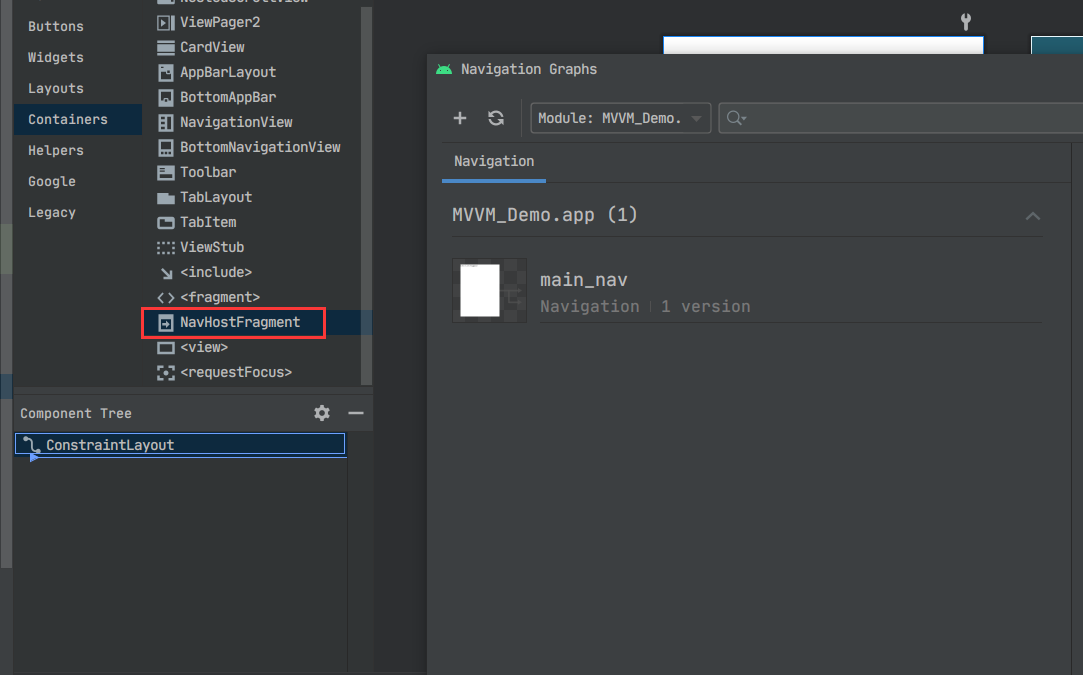 Buttons
Widgets
Layouts
Containers
Helpers
Google
Legacy
ViewPager2
CardView
AppBarLayout
BottomAppBar
NavigationView
BottomNavigationView
Toolbar
TabLayout
TabItem
ViewStub
<include>
<fragment>
NavHostFragment
<view>
<requestFocus>
Component Tree
ConstraintLayout
Navigation Graphs
Module: MVVM_Demo.
Navigation
MVVM_Demo.app (1)
main_nav
Navigation | 1 version